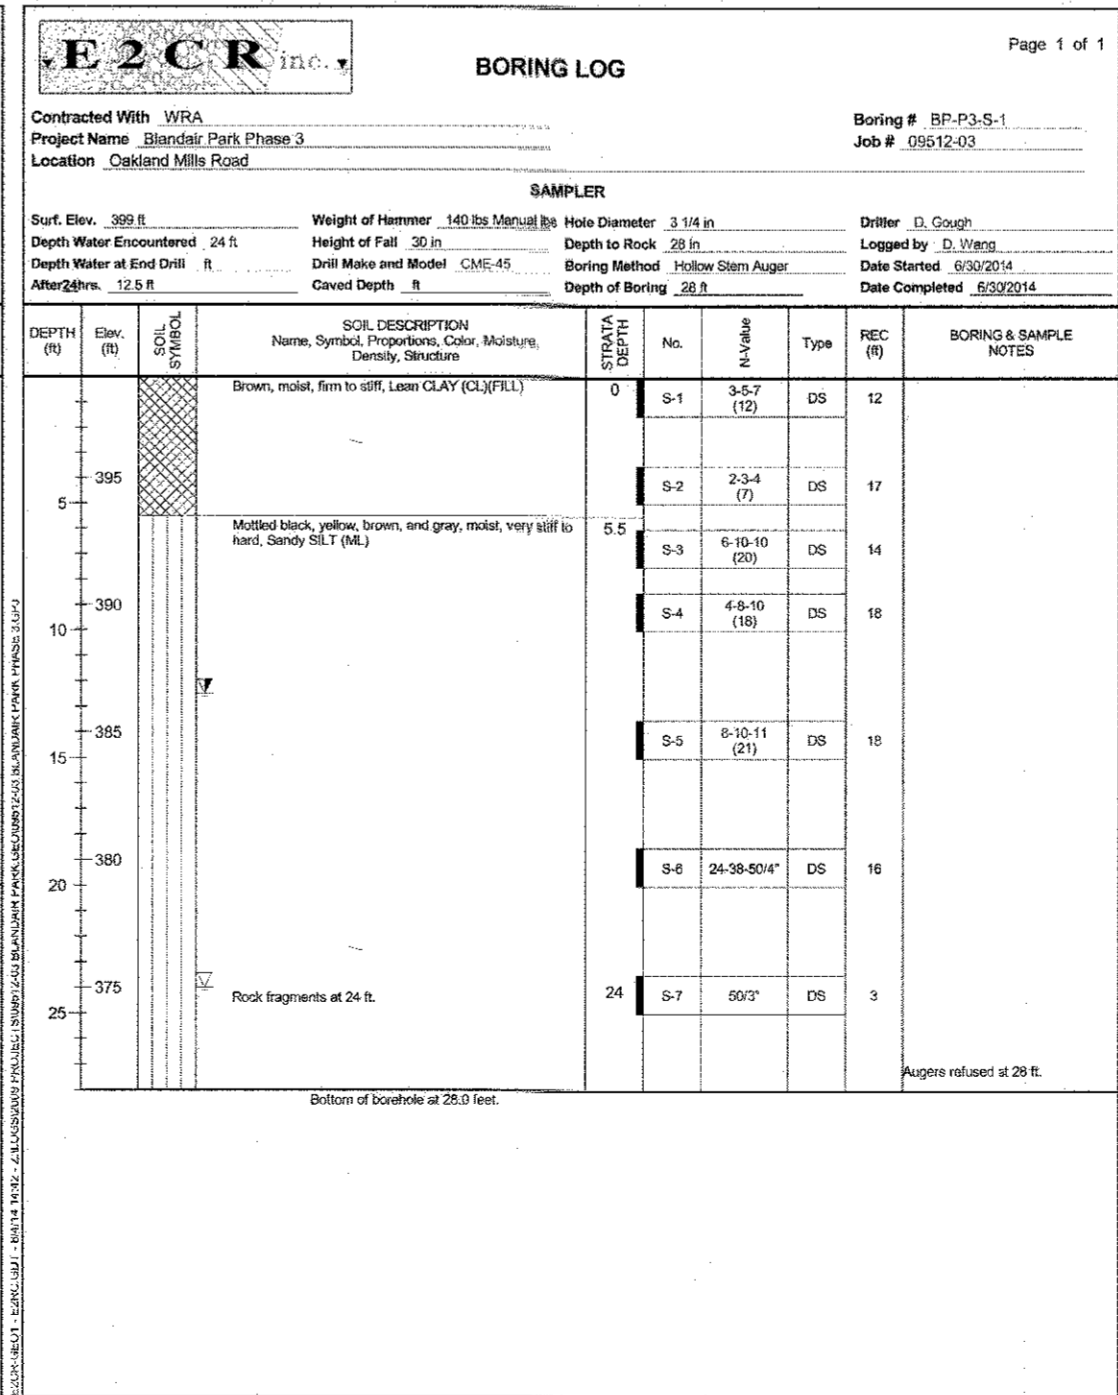 E2CR inc.
BORING LOG
Page 1 of 1
Contracted With WRA
Project Name Blandair Park Phase 3
Location Oakland Mills Road
Boring # BP-P3-S-1
Job # 09512-03
SAMPLER
Surf. Elev. 399 ft Weight of Hammer 140 lbs Manual lbs Hole Diameter 3 1/4 in Driller D. Gough
Depth Water Encountered 24 ft Height of Fall 30 in Depth to Rock 28 in Logged by D. Wang
Depth Water at End Drill ft Drill Make and Model CME-45 Boring Method Hollow Stem Auger Date Started 6/30/2014
After 24hrs. 12.5 ft Caved Depth ft Depth of Boring 28 ft Date Completed 6/30/2014
DEPTH (ft) Elev. (ft) SOIL SYMBOL SOIL DESCRIPTION STRATA DEPTH No. N-Value Type REC (ft) BORING & SAMPLE NOTES
Name, Symbol, Proportions, Color, Moisture,
Density, Structure
Brown, moist, firm to stiff, Lean CLAY (CL)(FILL) 0 S-1 3-5-7 (12) DS 12
395 S-2 2-3-4 (7) DS 17
5
Mottled black, yellow, brown, and gray, moist, very stiff to 5.5
hard, Sandy SILT (ML) S-3 6-10-10 (20) DS 14
390 S-4 4-8-10 (18) DS 18
10
385 S-5 8-10-11 (21) DS 18
15
380 S-6 24-38-50/4" DS 16
20
375
Rock fragments at 24 ft. 24 S-7 50/3" DS 3
25
Augers refused at 28 ft.
Bottom of borehole at 28.0 feet.